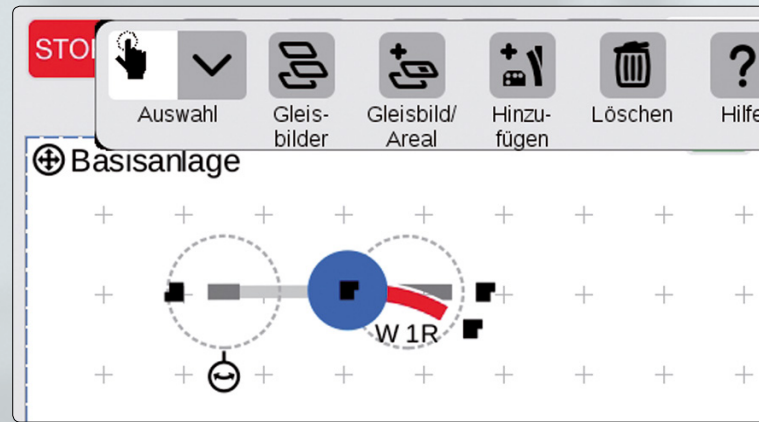 STO
Auswahl
Gleis-
bilder
Gleisbild/
Areal
Hinzu-
fügen
Löschen
Hilfe
Basisanlage
W 1R